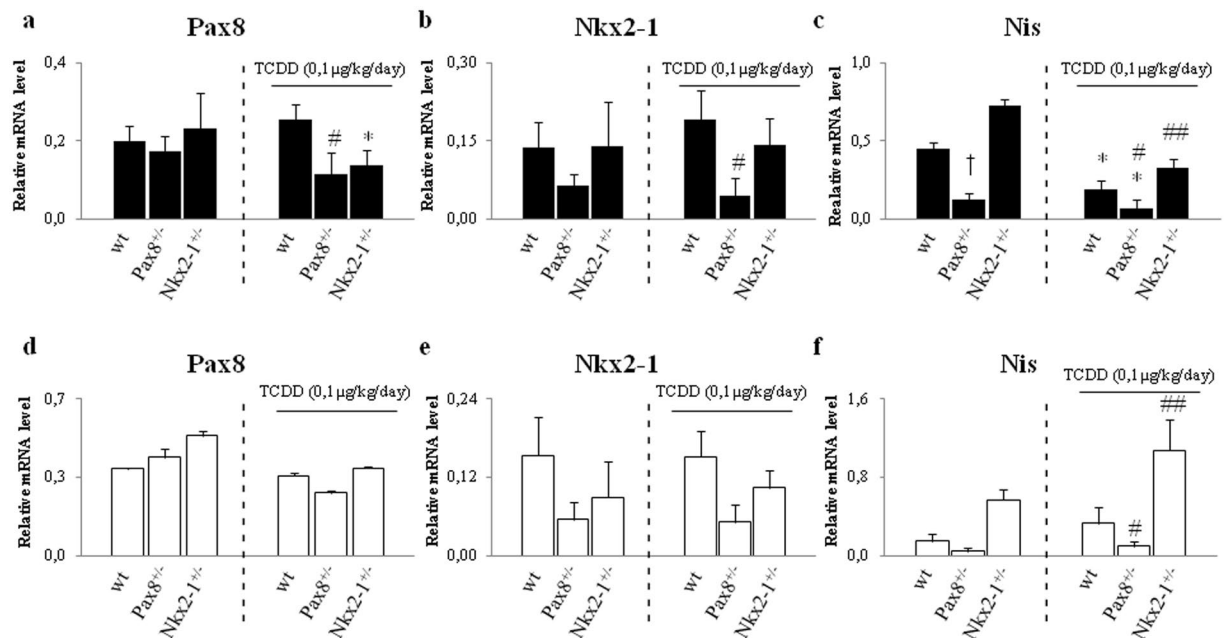 a
Pax8
Relative mRNA level
0,4
0,2
0,0
TCDD (0,1 µg/kg/day)
#
*
wt
Pax8+/-
Nkx2-1+/-
wt
Pax8+/-
Nkx2-1+/-
b
Nkx2-1
Relative mRNA level
0,30
0,15
0,00
TCDD (0,1 µg/kg/day)
#
wt
Pax8+/-
Nkx2-1+/-
wt
Pax8+/-
Nkx2-1+/-
c
Nis
Realative mRNA level
1,0
0,5
0,0
TCDD (0,1 µg/kg/day)
†
*
#
*
##
wt
Pax8+/-
Nkx2-1+/-
wt
Pax8+/-
Nkx2-1+/-
d
Pax8
Relative mRNA level
0,7
0,3
0,0
TCDD (0,1 µg/kg/day)
wt
Pax8+/-
Nkx2-1+/-
wt
Pax8+/-
Nkx2-1+/-
e
Nkx2-1
Relative mRNA level
0,24
0,12
0,00
TCDD (0,1 µg/kg/day)
wt
Pax8+/-
Nkx2-1+/-
wt
Pax8+/-
Nkx2-1+/-
f
Nis
Relative mRNA level
1,6
0,8
0,0
TCDD (0,1 µg/kg/day)
##
#
wt
Pax8+/-
Nkx2-1+/-
wt
Pax8+/-
Nkx2-1+/-